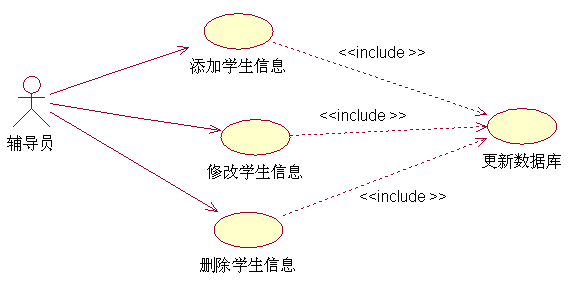 添加学生信息
<<include >>
辅导员
<<include >>
修改学生信息
更新数据库
<<include >>
删除学生信息